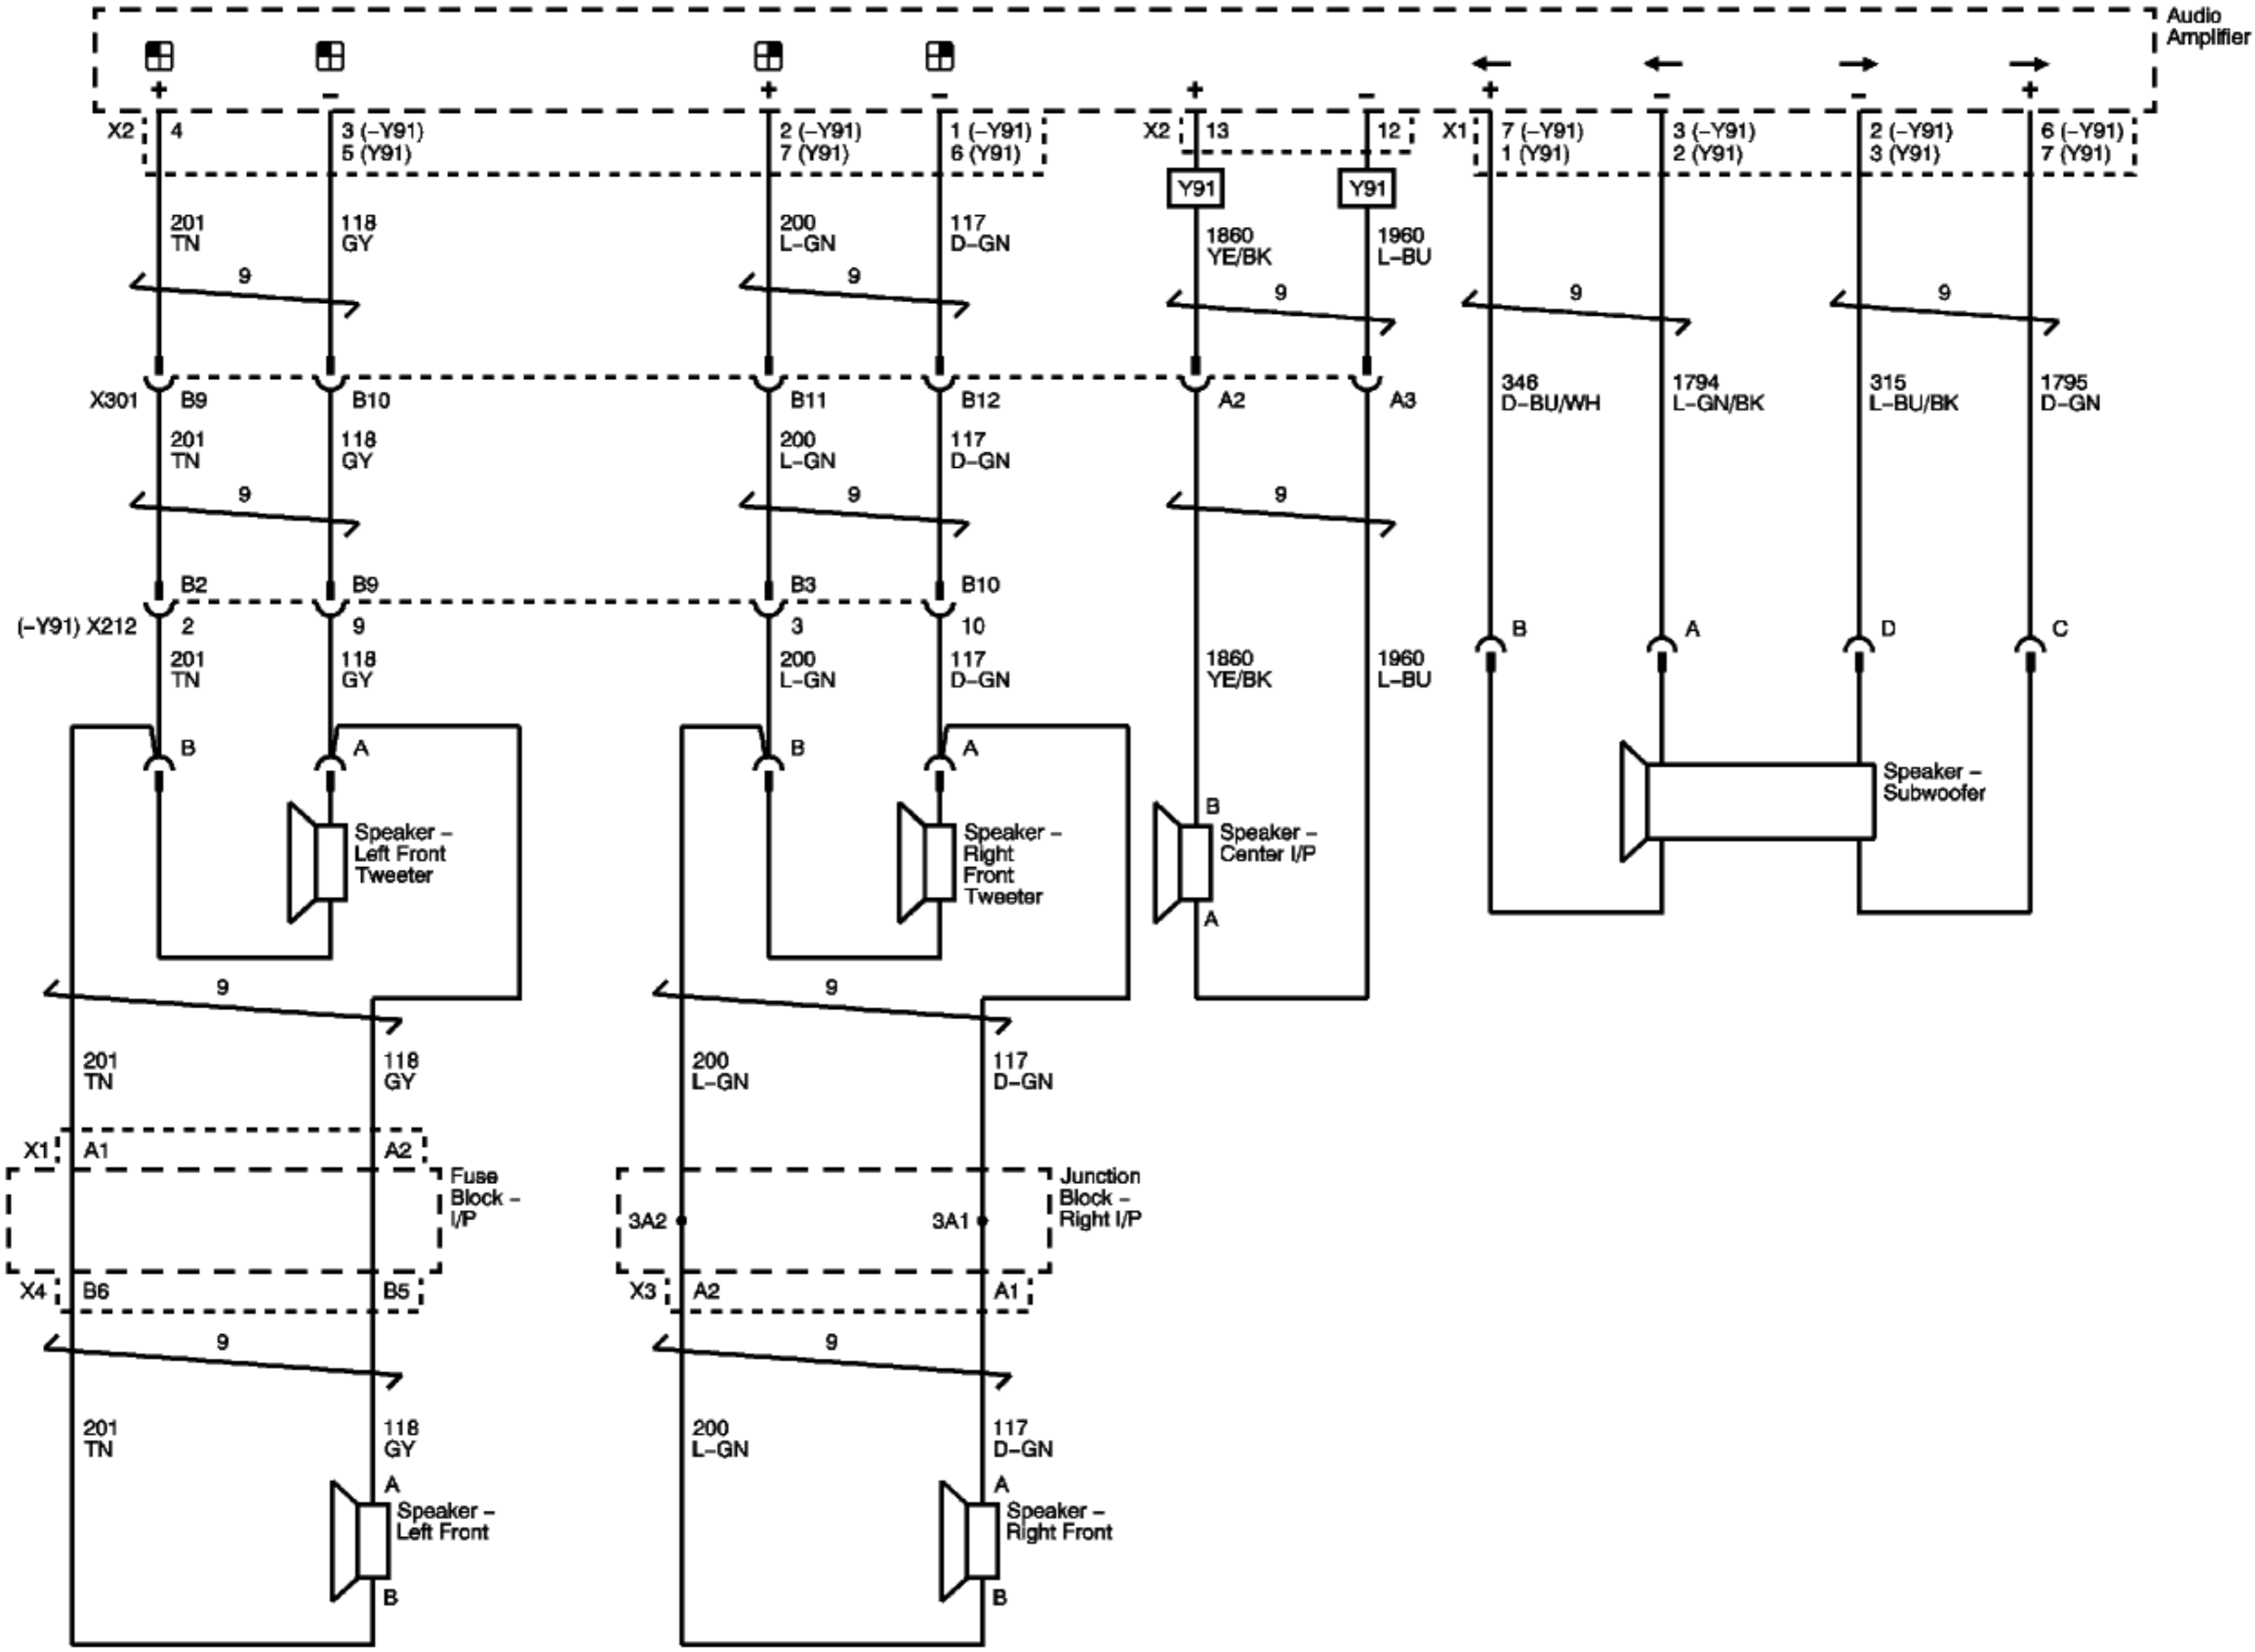 Audio
Amplifier
+ – + – + – + – – +
X2 4 3 (–Y91) 2 (–Y91) 1 (–Y91) X2 13 12 X1 7 (–Y91) 3 (–Y91) 2 (–Y91) 6 (–Y91)
5 (Y91) 7 (Y91) 6 (Y91) 1 (Y91) 2 (Y91) 3 (Y91) 7 (Y91)
Y91 Y91
201 118 200 117 1860 1960
TN GY L–GN D–GN YE/BK L–BU
9 9 9 9 9
346 1794 315 1795
D–BU/WH L–GN/BK L–BU/BK D–GN
X301 B9 B10 B11 B12 A2 A3
201 118 200 117
TN GY L–GN D–GN
9 9 9
B2 B9 B3 B10
(–Y91) X212 2 9 3 10 B A D C
201 118 200 117 1860 1960
TN GY L–GN D–GN YE/BK L–BU
B A B A
Speaker –
Subwoofer
B
Speaker –
Left Front
Tweeter
Speaker –
Right
Front
Tweeter
Speaker –
Center I/P
A
9 9
201 118 200 117
TN GY L–GN D–GN
X1 A1 A2
Fuse
Block –
I/P
Junction
Block –
Right I/P
3A2 3A1
X4 B6 B5 X3 A2 A1
9 9
201 118 200 117
TN GY L–GN D–GN
A A
Speaker –
Left Front
Speaker –
Right Front
B B